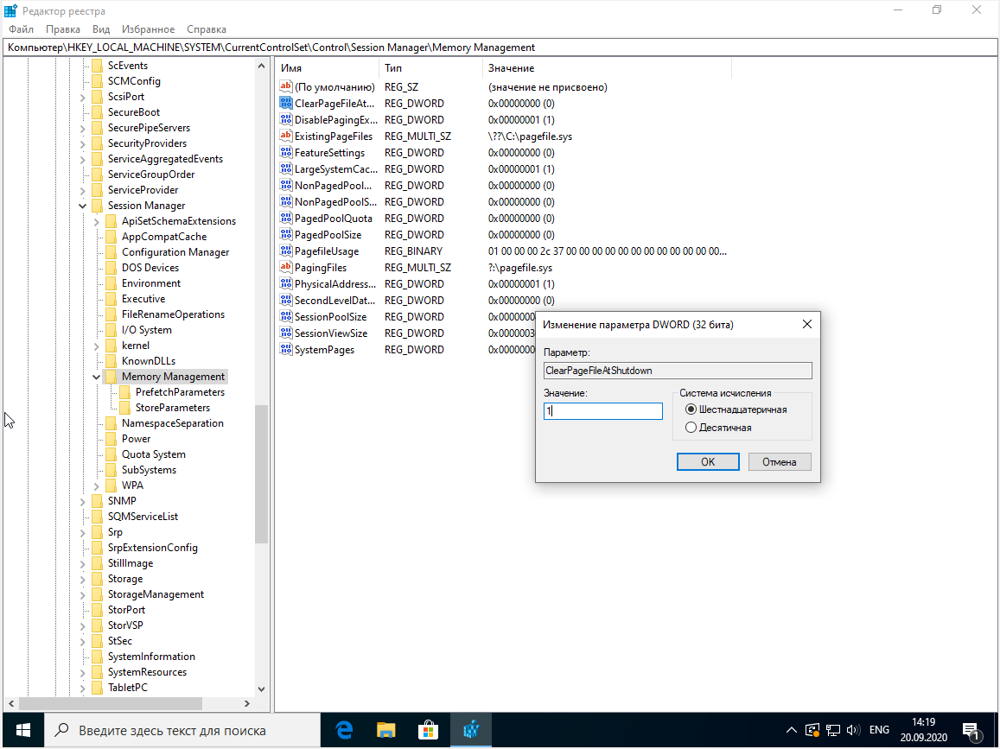 Редактор реестра
Файл Правка Вид Избранное Справка
Компьютер\HKEY_LOCAL_MACHINE\SYSTEM\CurrentControlSet\Control\Session Manager\Memory Management
ScEvents
SCMConfig
ScsiPort
SecureBoot
SecurePipeServers
SecurityProviders
ServiceAggregatedEvents
ServiceGroupOrder
ServiceProvider
Session Manager
ApiSetSchemaExtensions
AppCompatCache
Configuration Manager
DOS Devices
Environment
Executive
FileRenameOperations
I/O System
kernel
KnownDLLs
Memory Management
PrefetchParameters
StoreParameters
NamespaceSeparation
Power
Quota System
SubSystems
WPA
SNMP
SQMServiceList
Srp
SrpExtensionConfig
StillImage
Storage
StorageManagement
StorPort
StorVSP
StSec
SystemInformation
SystemResources
TabletPC
Имя Тип Значение
(По умолчанию) REG_SZ (значение не присвоено)
ClearPageFileAt... REG_DWORD 0x00000000 (0)
DisablePagingEx... REG_DWORD 0x00000001 (1)
ExistingPageFiles REG_MULTI_SZ \??\C:\pagefile.sys
FeatureSettings REG_DWORD 0x00000000 (0)
LargeSystemCac... REG_DWORD 0x00000001 (1)
NonPagedPool... REG_DWORD 0x00000000 (0)
NonPagedPoolS... REG_DWORD 0x00000000 (0)
PagedPoolQuota REG_DWORD 0x00000000 (0)
PagedPoolSize REG_DWORD 0x00000000 (0)
PagefileUsage REG_BINARY 01 00 00 00 2c 37 00 00 00 00 00 00 00 00 00 00 00...
PagingFiles REG_MULTI_SZ ?:\pagefile.sys
PhysicalAddress... REG_DWORD 0x00000001 (1)
SecondLevelDat... REG_DWORD 0x00000000 (0)
SessionPoolSize REG_DWORD 0x0000000
SessionViewSize REG_DWORD 0x0000003
SystemPages REG_DWORD 0x0000000
Изменение параметра DWORD (32 бита)
Параметр:
ClearPageFileAtShutdown
Значение:
1
Система исчисления
Шестнадцатеричная
Десятичная
OK Отмена
Введите здесь текст для поиска
ENG
14:19
20.09.2020
1